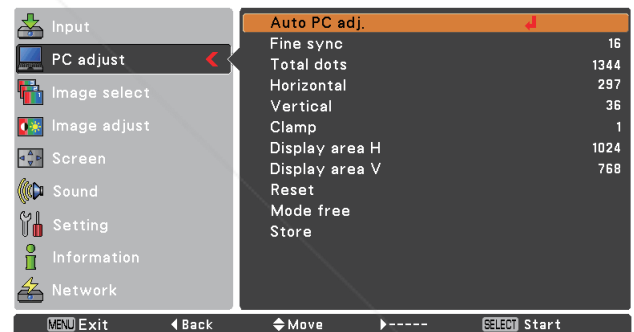 Input
PC adjust
Image select
Image adjust
Screen
Sound
Setting
Information
Network
Auto PC adj.
Fine sync 16
Total dots 1344
Horizontal 297
Vertical 36
Clamp 1
Display area H 1024
Display area V 768
Reset
Mode free
Store
MENU Exit Back Move ----- SELECT Start